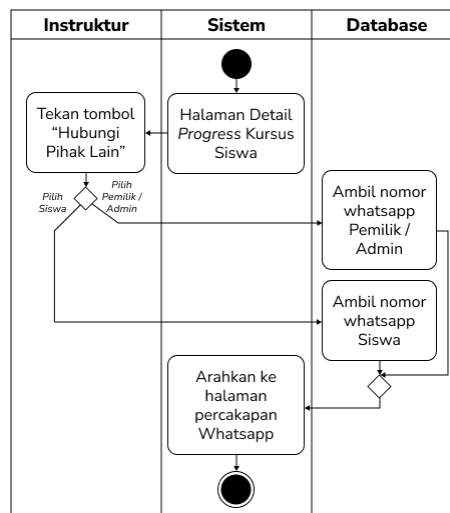 Instruktur
Sistem
Database
Tekan tombol
“Hubungi
Pihak Lain”
Halaman Detail
Progress Kursus
Siswa
Pilih
Siswa
Pilih
Pemilik /
Admin
Ambil nomor
whatsapp
Pemilik /
Admin
Ambil nomor
whatsapp
Siswa
Arahkan ke
halaman
percakapan
Whatsapp